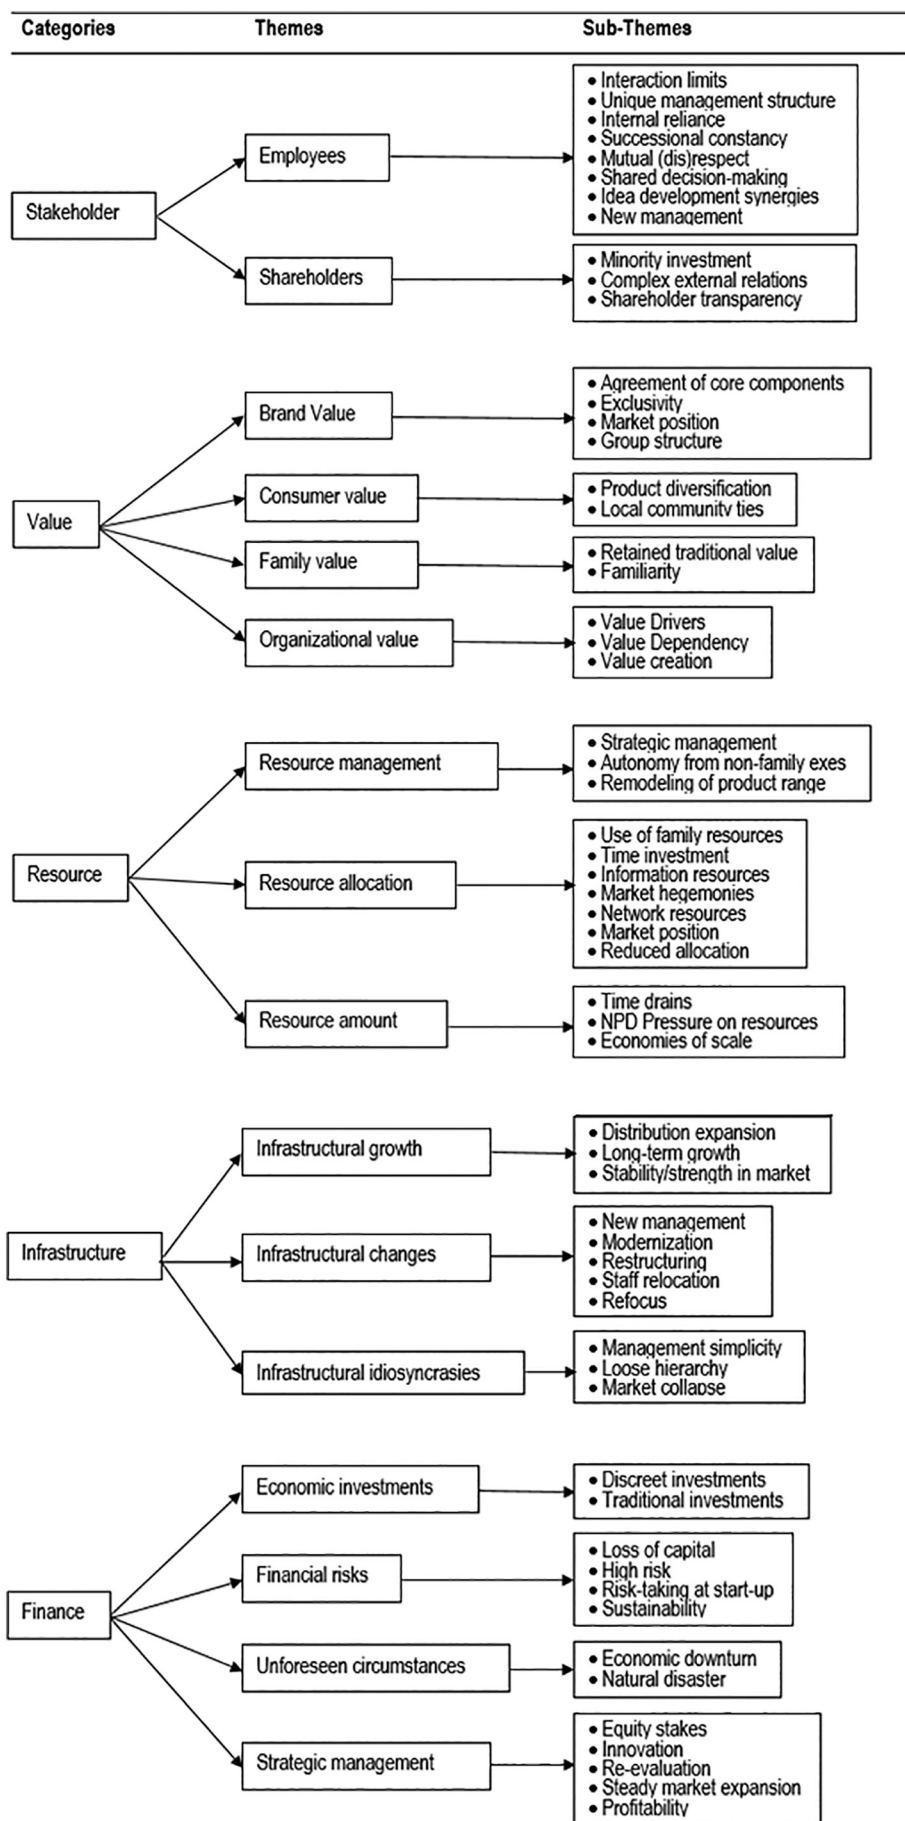 Categories Themes Sub-Themes
Stakeholder
Employees
• Interaction limits
• Unique management structure
• Internal reliance
• Successional constancy
• Mutual (dis)respect
• Shared decision-making
• Idea development synergies
• New management
Shareholders
• Minority investment
• Complex external relations
• Shareholder transparency
Value
Brand Value
• Agreement of core components
• Exclusivity
• Market position
• Group structure
Consumer value
• Product diversification
• Local community ties
Family value
• Retained traditional value
• Familiarity
Organizational value
• Value Drivers
• Value Dependency
• Value creation
Resource
Resource management
• Strategic management
• Autonomy from non-family exes
• Remodeling of product range
Resource allocation
• Use of family resources
• Time investment
• Information resources
• Market hegemonies
• Network resources
• Market position
• Reduced allocation
Resource amount
• Time drains
• NPD Pressure on resources
• Economies of scale
Infrastructure
Infrastructural growth
• Distribution expansion
• Long-term growth
• Stability/strength in market
Infrastructural changes
• New management
• Modernization
• Restructuring
• Staff relocation
• Refocus
Infrastructural idiosyncrasies
• Management simplicity
• Loose hierarchy
• Market collapse
Finance
Economic investments
• Discreet investments
• Traditional investments
Financial risks
• Loss of capital
• High risk
• Risk-taking at start-up
• Sustainability
Unforeseen circumstances
• Economic downturn
• Natural disaster
Strategic management
• Equity stakes
• Innovation
• Re-evaluation
• Steady market expansion
• Profitability